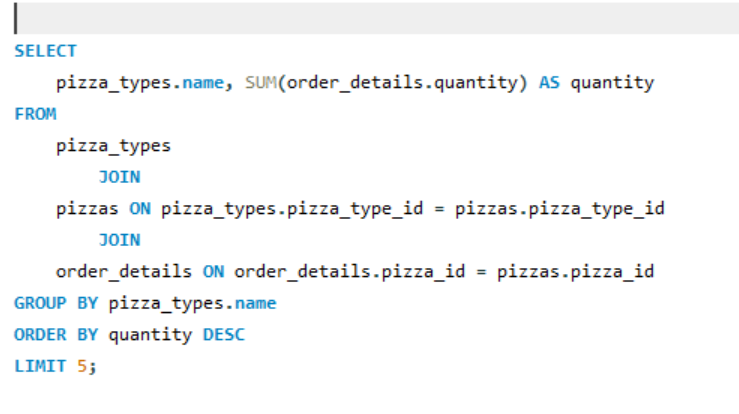 SELECT
    pizza_types.name, SUM(order_details.quantity) AS quantity
FROM
    pizza_types
        JOIN
    pizzas ON pizza_types.pizza_type_id = pizzas.pizza_type_id
        JOIN
    order_details ON order_details.pizza_id = pizzas.pizza_id
GROUP BY pizza_types.name
ORDER BY quantity DESC
LIMIT 5;